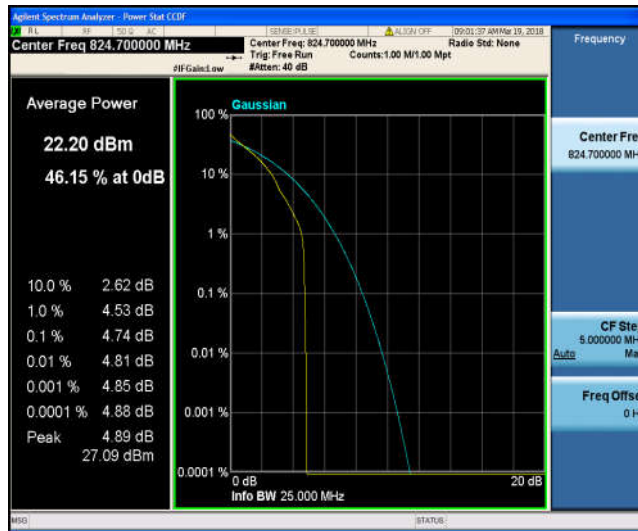 Agilent Spectrum Analyzer - Power Stat CCDF
RL RF 50 Ω AC SENSE:PULSE ALIGN OFF 09:01:37 AM Mar 19, 2018
Center Freq 824.700000 MHz
Center Freq: 824.700000 MHz Radio Std: None
Trig: Free Run Counts:1.00 M/1.00 Mpt
#IFGain:Low #Atten: 40 dB
Frequency
Average Power
22.20 dBm
46.15 % at 0dB
10.0 % 2.62 dB
1.0 % 4.53 dB
0.1 % 4.74 dB
0.01 % 4.81 dB
0.001 % 4.85 dB
0.0001 % 4.88 dB
Peak 4.89 dB
27.09 dBm
Gaussian
100 %
10 %
1 %
0.1 %
0.01 %
0.001 %
0.0001 %
0 dB 20 dB
Info BW 25.000 MHz
Center Fre
824.700000 MH
CF Ste
5.000000 MH
Auto Ma
Freq Offse
0 H
MSG STATUS